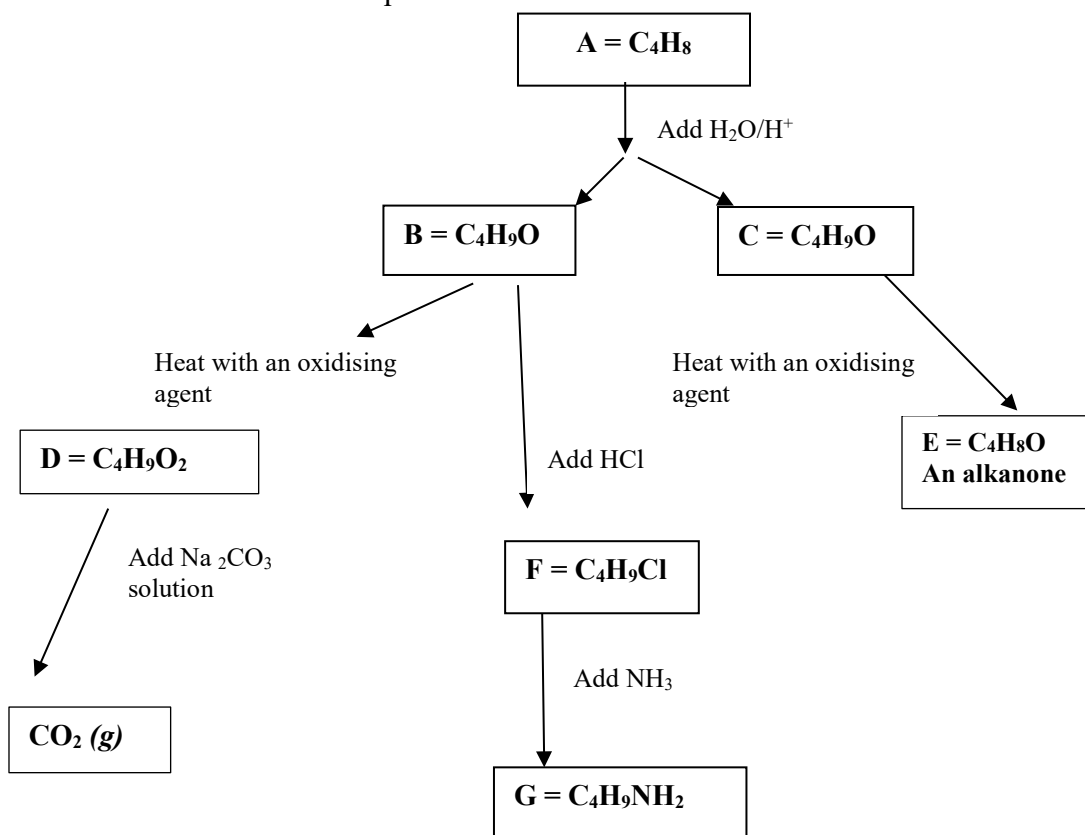 A = C₄H₈
Add H₂O/H⁺
B = C₄H₉O
C = C₄H₉O
Heat with an oxidising
agent
Heat with an oxidising
agent
D = C₄H₉O₂
Add HCl
E = C₄H₈O
An alkanone
Add Na ₂CO₃
solution
F = C₄H₉Cl
Add NH₃
CO₂ (g)
G = C₄H₉NH₂